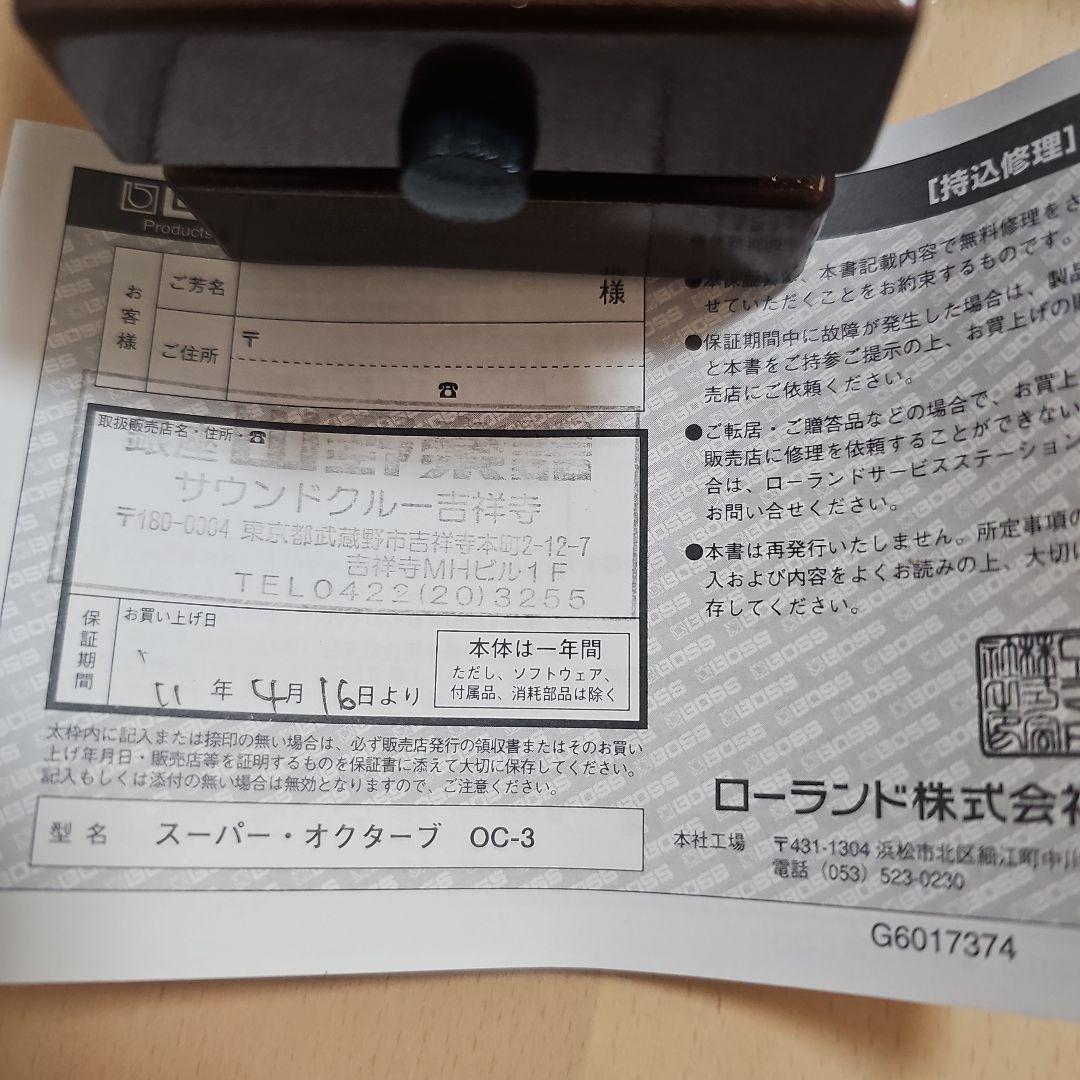 [持込修理]
Products
お客様
ご芳名
様
ご住所
〒
☎
取扱販売店名・住所・☎
銀座山野楽器
サウンドクルー吉祥寺
〒180-0004 東京都武蔵野市吉祥寺本町2-12-7
吉祥寺MHビル1F
TEL0422(20)3255
保証期間
お買い上げ日
11年 4月 16日より
本体は一年間
ただし、ソフトウェア、
付属品、消耗部品は除く
太枠内に記入または捺印の無い場合は、必ず販売店発行の領収書またはそのお買い
上げ年月日・販売店等を証明するものを保証書に添えて大切に保存してください。
記入もしくは添付の無い場合は無効となりますので、ご注意ください。
型名 スーパー・オクターブ OC-3
、本書記載内容で無料修理をさ
せていただくことをお約束するものです。
●保証期間中に故障が発生した場合は、製品
と本書をご持参ご提示の上、お買上げの販
売店にご依頼ください。
●ご転居・ご贈答品などの場合で、お買上
販売店に修理を依頼することができない
合は、ローランドサービスステーション
お問い合せください。
●本書は再発行いたしません。所定事項の
入および内容をよくお読みの上、大切に
存してください。
ローランド株式会社
本社工場 〒431-1304 浜松市北区細江町中川
電話（053）523-0230
G6017374